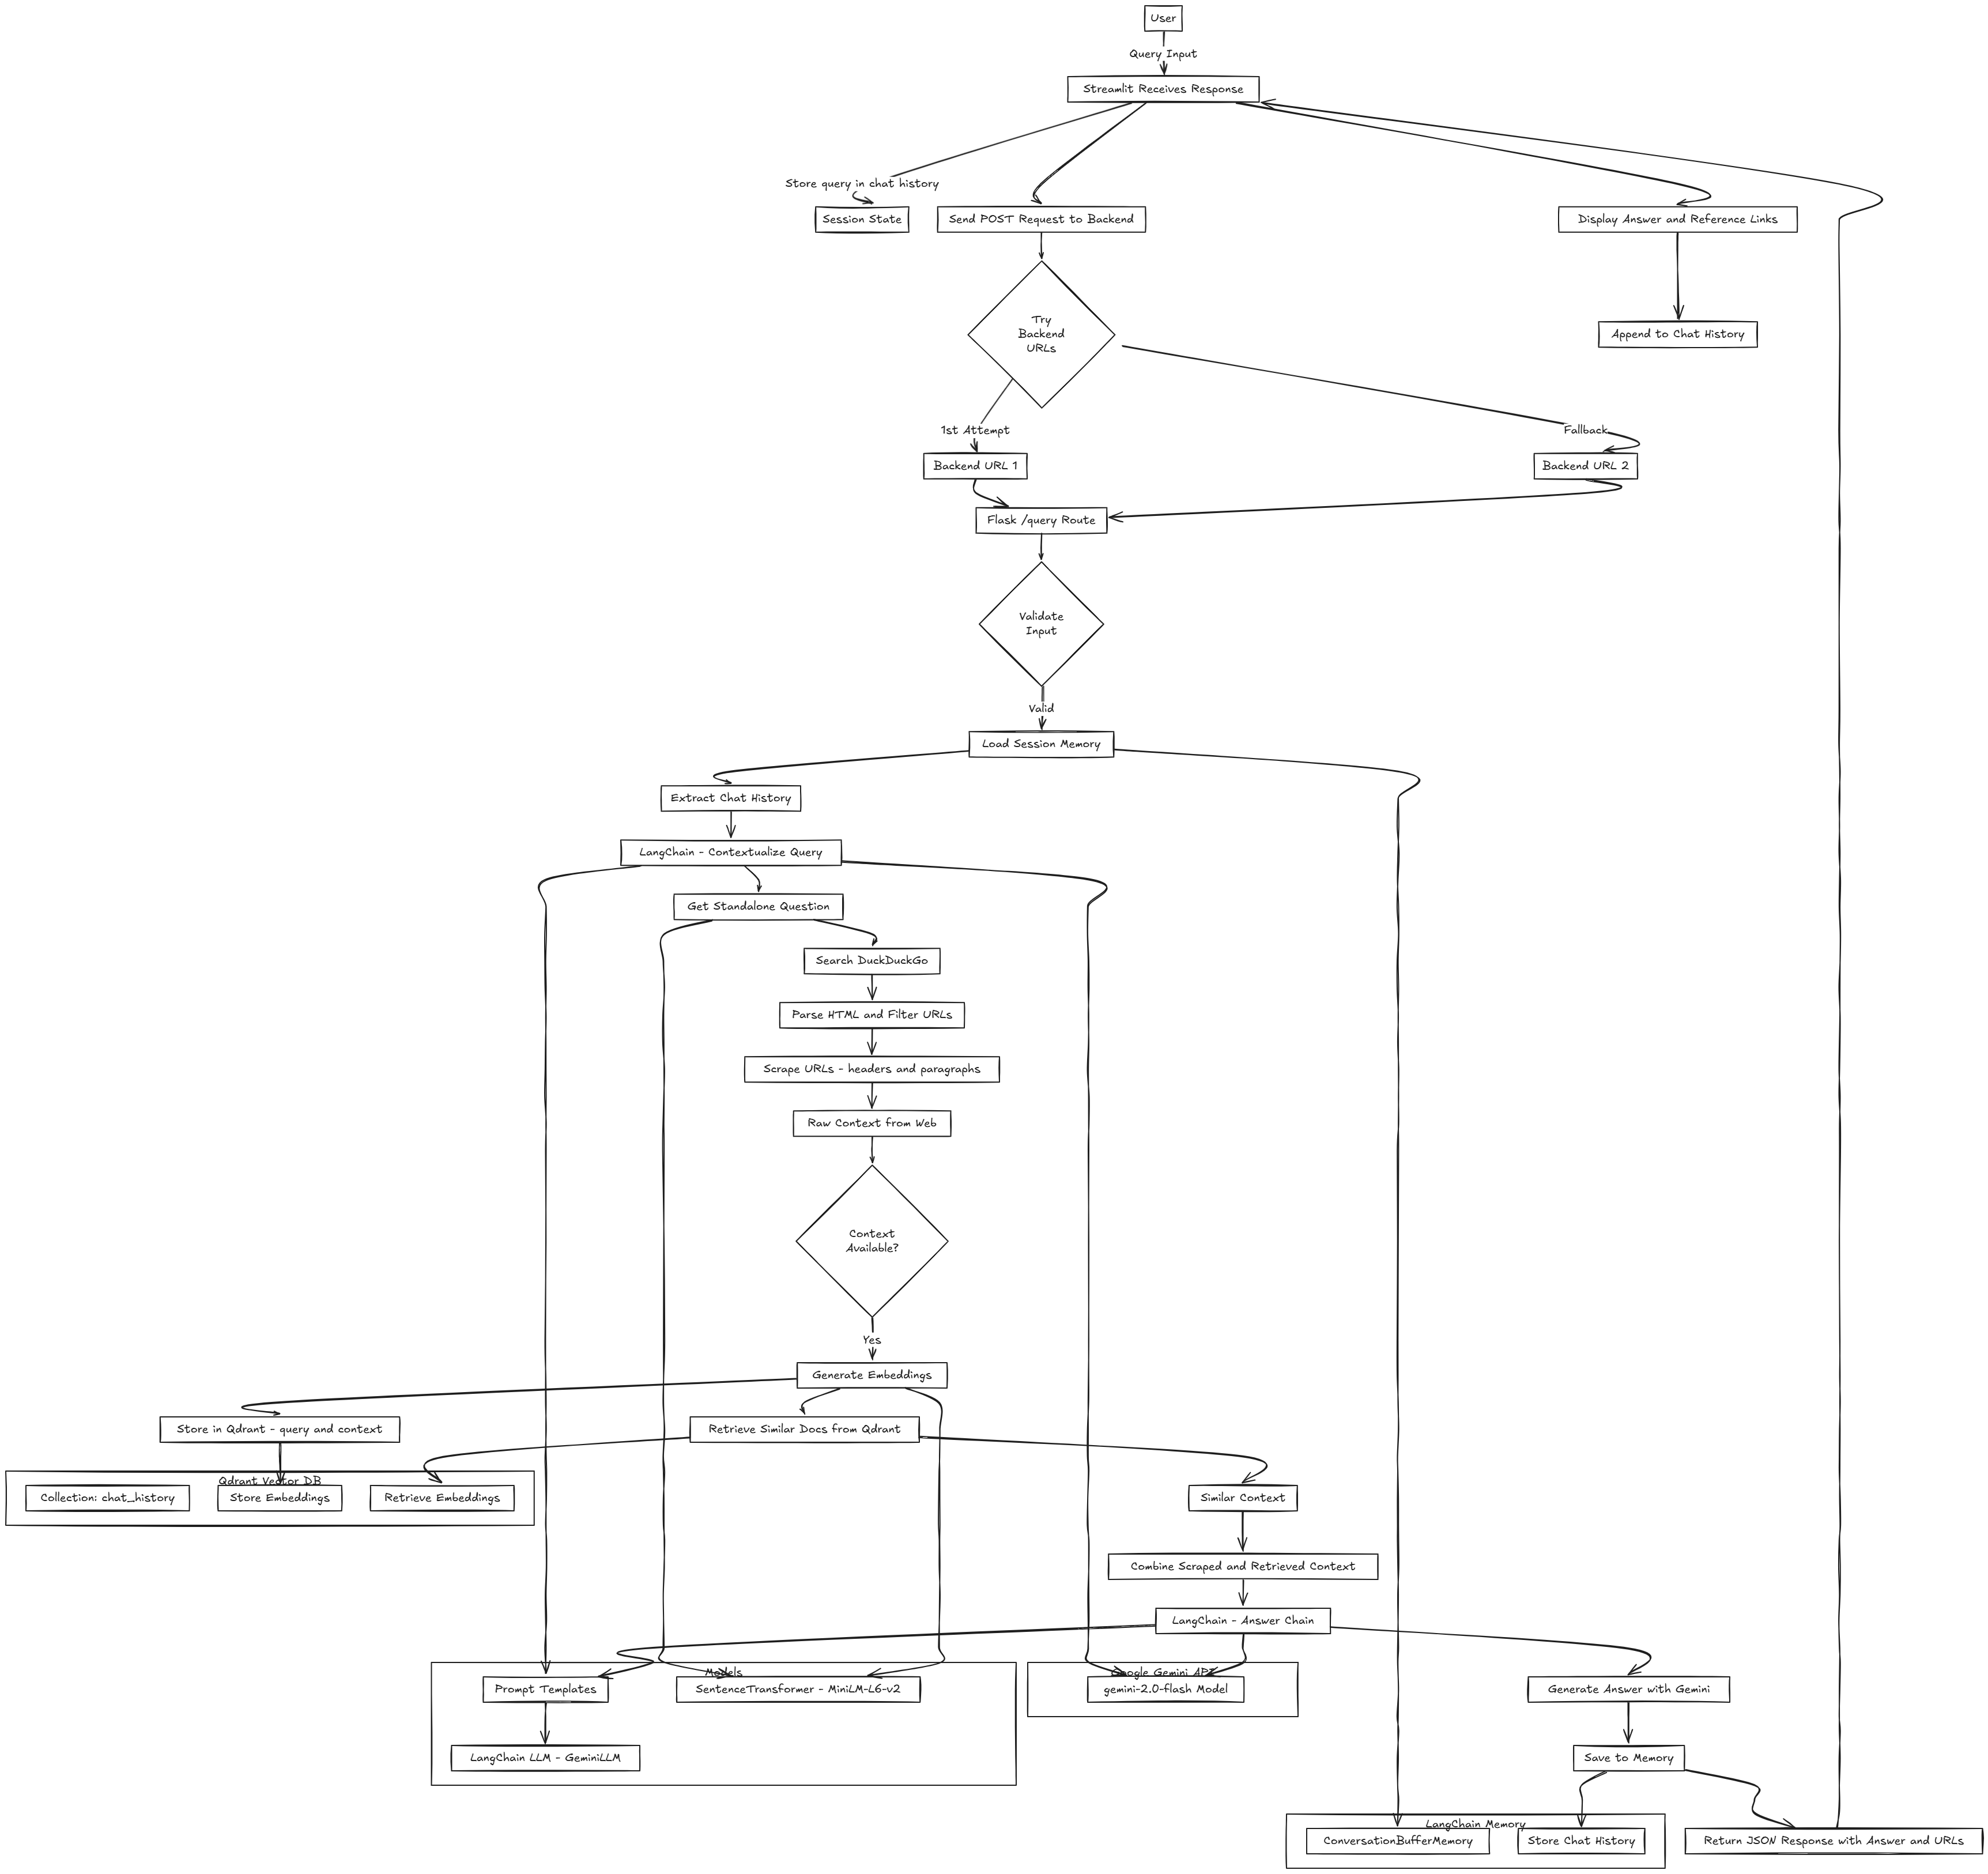 User
Query Input
Streamlit Receives Response
Store query in chat history
Session State
Send POST Request to Backend
Display Answer and Reference Links
Try
Backend
URLs
Append to Chat History
1st Attempt
Fallback
Backend URL 1
Backend URL 2
Flask /query Route
Validate
Input
Valid
Load Session Memory
Extract Chat History
LangChain - Contextualize Query
Get Standalone Question
Search DuckDuckGo
Parse HTML and Filter URLs
Scrape URLs - headers and paragraphs
Raw Context from Web
Context
Available?
Yes
Generate Embeddings
Store in Qdrant - query and context
Retrieve Similar Docs from Qdrant
Qdrant Vector DB
Collection: chat_history
Store Embeddings
Retrieve Embeddings
Similar Context
Combine Scraped and Retrieved Context
LangChain - Answer Chain
Models
Google Gemini API
Prompt Templates
SentenceTransformer - MiniLM-L6-v2
gemini-2.0-flash Model
Generate Answer with Gemini
LangChain LLM - GeminiLLM
Save to Memory
LangChain Memory
ConversationBufferMemory
Store Chat History
Return JSON Response with Answer and URLs